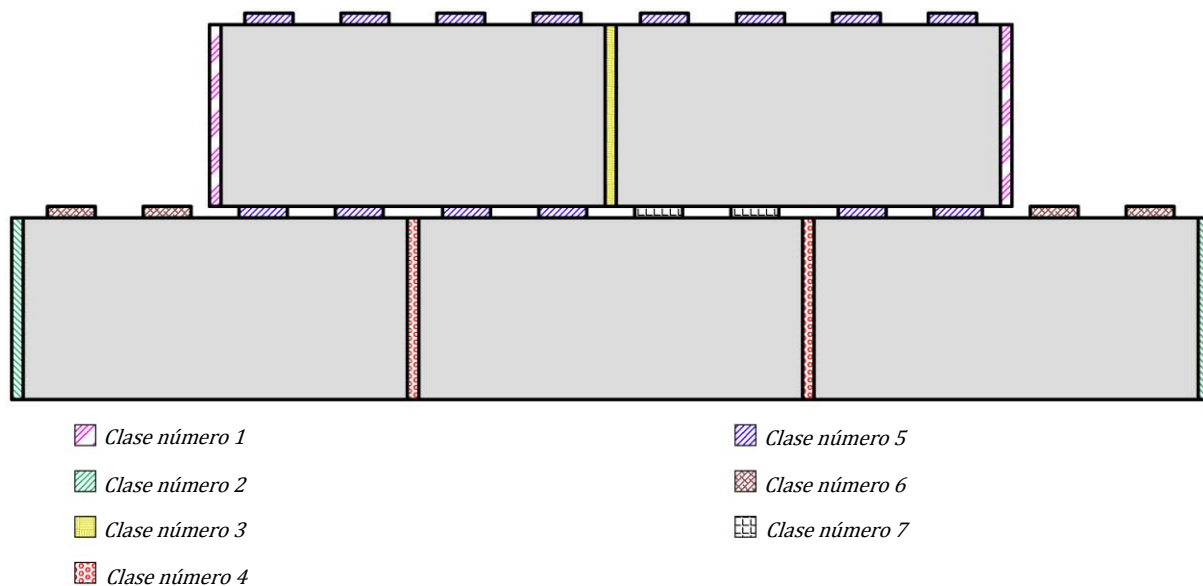 Clase número 1
Clase número 2
Clase número 3
Clase número 4
Clase número 5
Clase número 6
Clase número 7